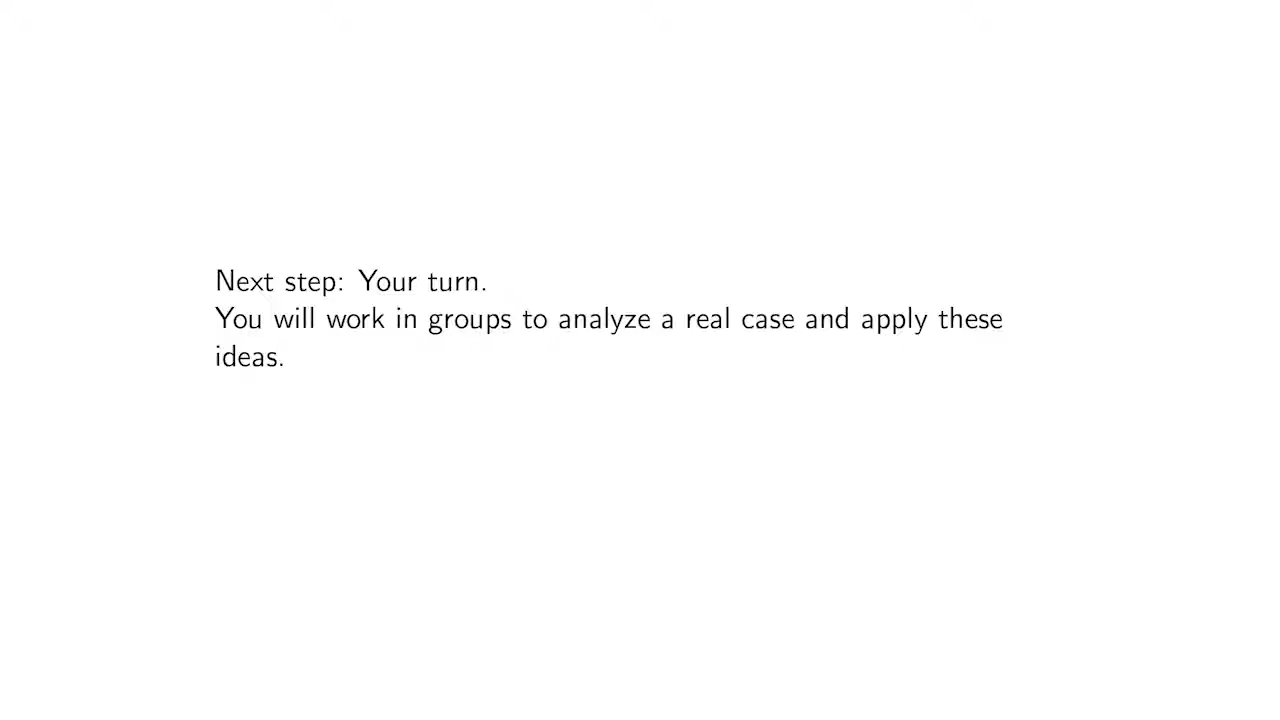 Next step: Your turn.
You will work in groups to analyze a real case and apply these
ideas.